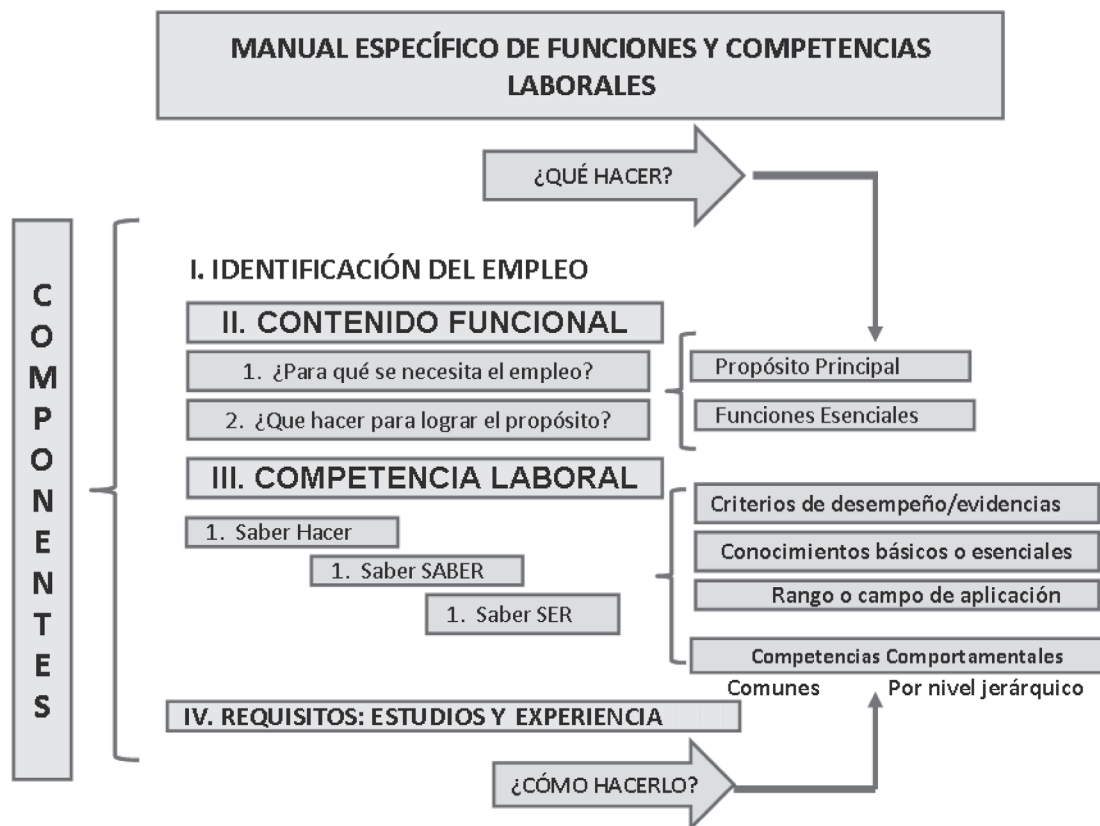 MANUAL ESPECÍFICO DE FUNCIONES Y COMPETENCIAS
LABORALES
¿QUÉ HACER?
COMPONENTES
I. IDENTIFICACIÓN DEL EMPLEO
II. CONTENIDO FUNCIONAL
1. ¿Para qué se necesita el empleo?
2. ¿Que hacer para lograr el propósito?
Propósito Principal
Funciones Esenciales
III. COMPETENCIA LABORAL
1. Saber Hacer
1. Saber SABER
1. Saber SER
Criterios de desempeño/evidencias
Conocimientos básicos o esenciales
Rango o campo de aplicación
Competencias Comportamentales
Comunes Por nivel jerárquico
IV. REQUISITOS: ESTUDIOS Y EXPERIENCIA
¿CÓMO HACERLO?